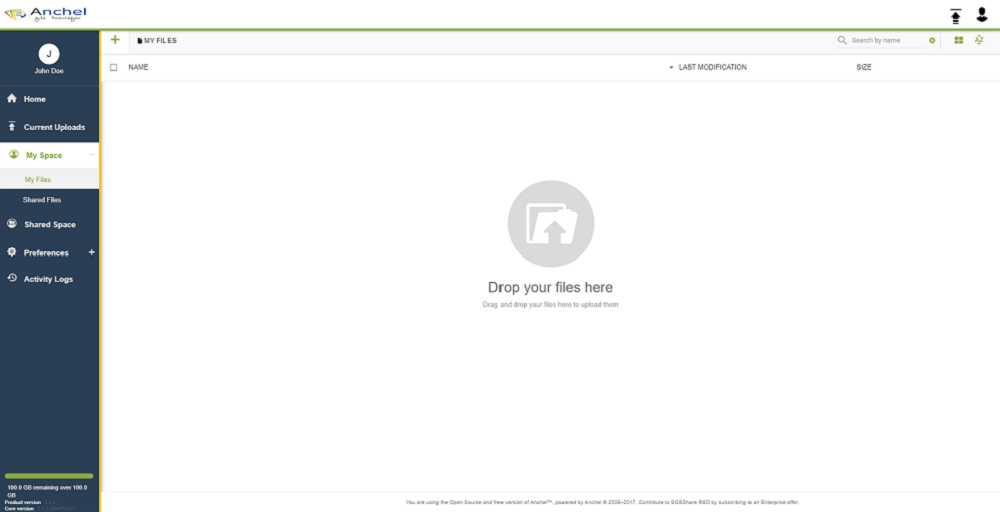 Anchel
file transfer
J
John Doe
Home
Current Uploads
My Space
My Files
Shared Files
Shared Space
Preferences
Activity Logs
100.0 GB remaining over 100.0
GB
Product version
Core version
MY FILES
Search by name
NAME
LAST MODIFICATION
SIZE
Drop your files here
Drag and drop your files here to upload them
You are using the Open Source and free version of Anchel™, powered by Anchel © 2009–2017. Contribute to SGSShare R&D by subscribing to an Enterprise offer.